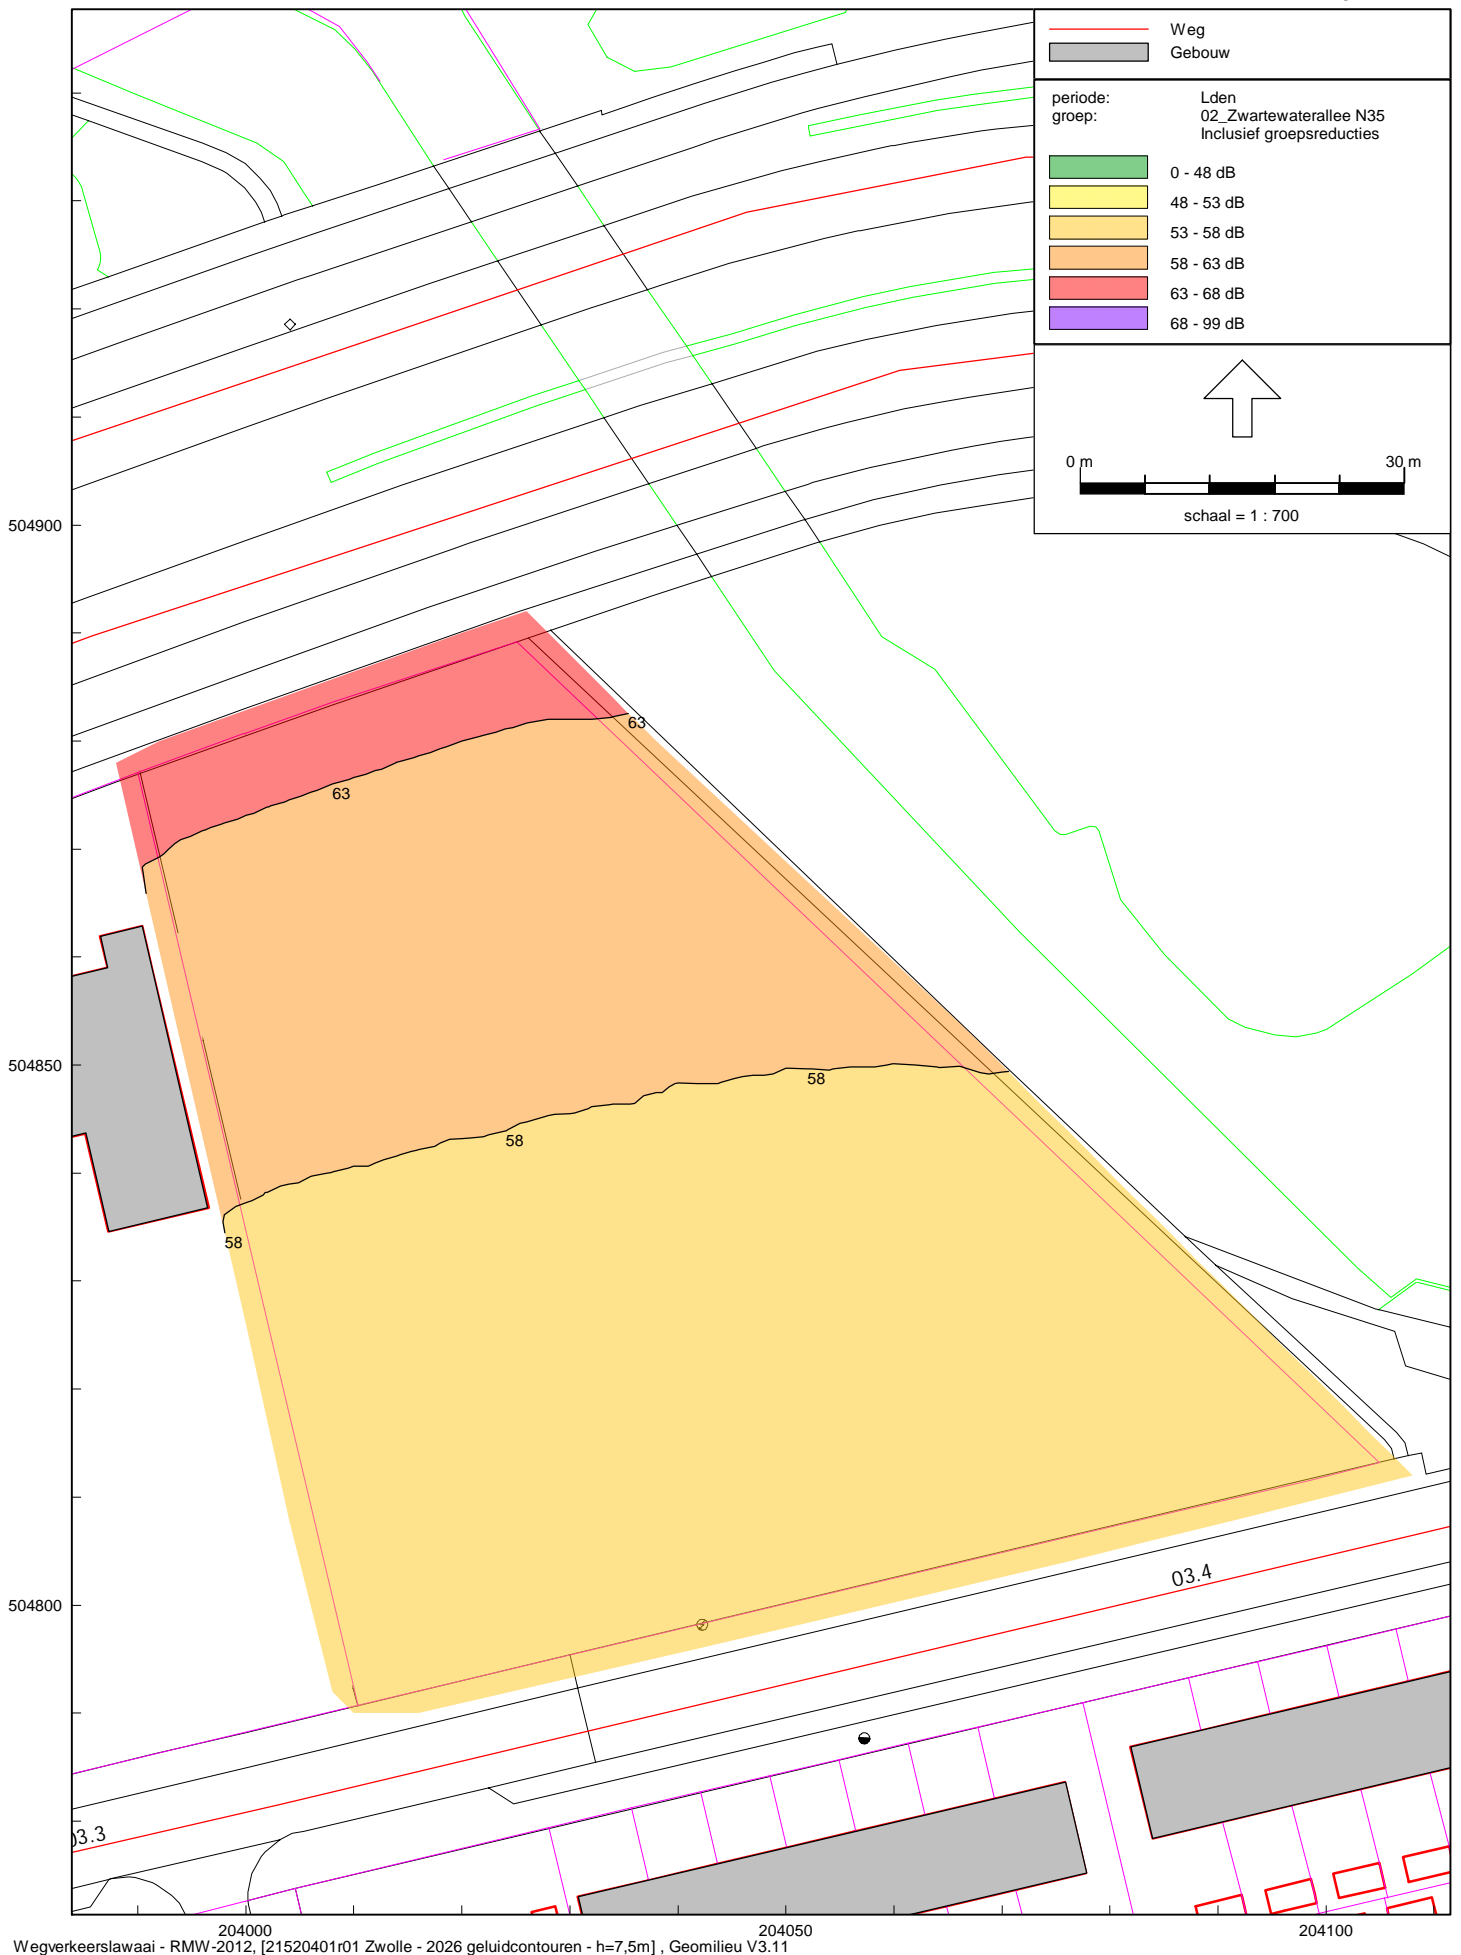 Weg
Gebouw
periode: Lden
groep: 02_Zwartewaterallee N35
Inclusief groepsreducties
0 - 48 dB
48 - 53 dB
53 - 58 dB
58 - 63 dB
63 - 68 dB
68 - 99 dB
0 m 30 m
schaal = 1 : 700
504900
63
63
504850
58
58
58
504800
03.4
03.3
204000 204050 204100
Wegverkeerslawaai - RMW-2012, [21520401r01 Zwolle - 2026 geluidcontouren - h=7,5m] , Geomilieu V3.11